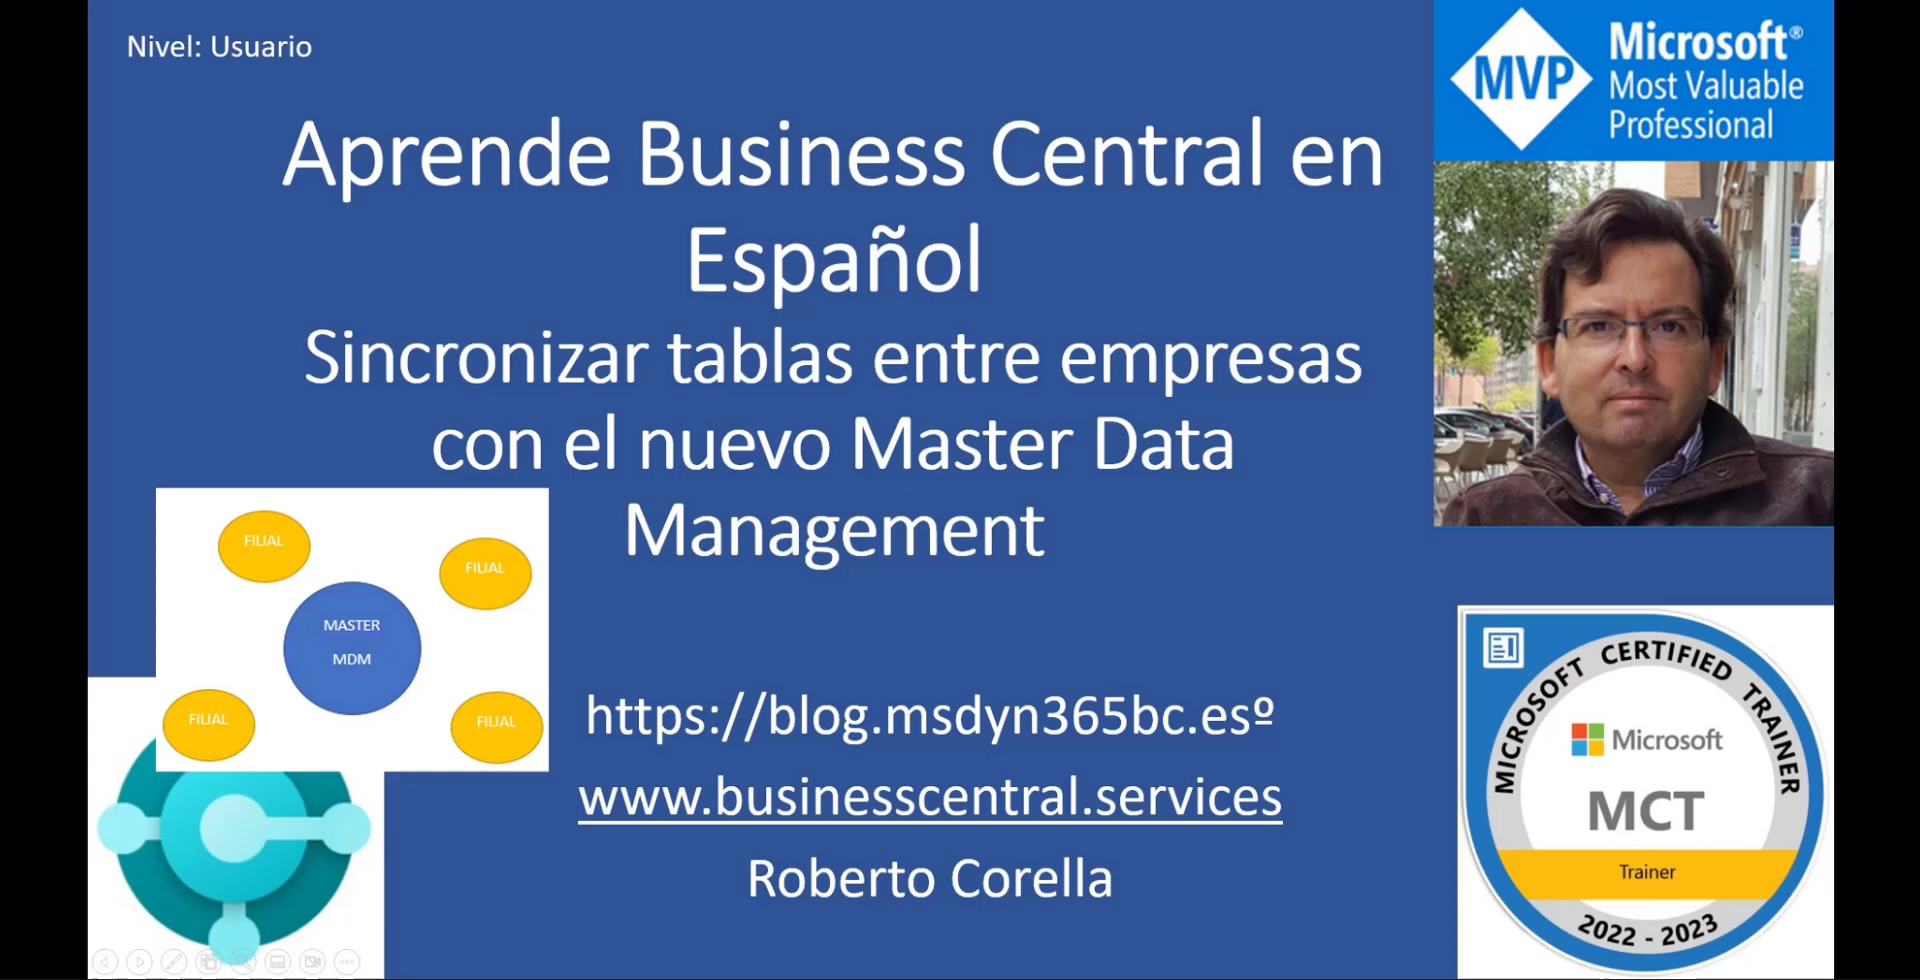 Nivel: Usuario
Aprende Business Central en
Español
Sincronizar tablas entre empresas
con el nuevo Master Data
Management
FILIAL
FILIAL
MASTER
MDM
FILIAL
FILIAL
https://blog.msdyn365bc.esº
www.businesscentral.services
Roberto Corella
MVP
Microsoft®
Most Valuable
Professional
MICROSOFT CERTIFIED TRAINER
Microsoft
MCT
Trainer
2022 - 2023